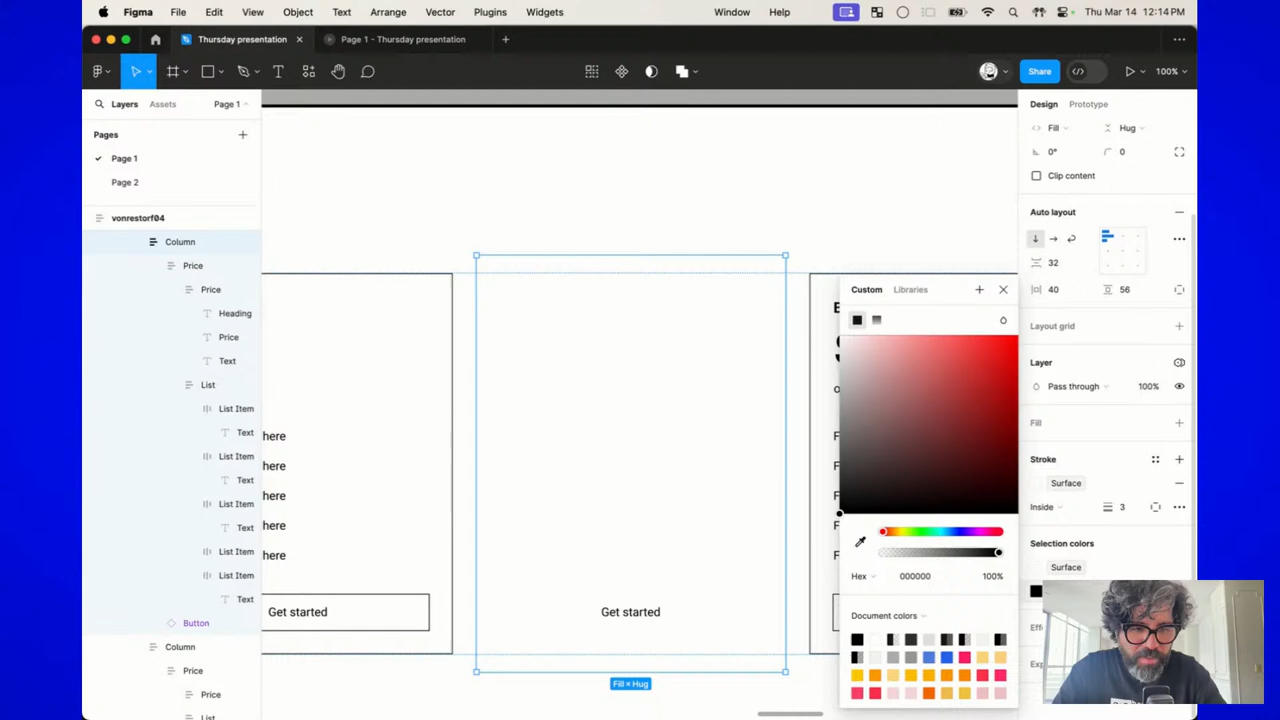 Figma File Edit View Object Text Arrange Vector Plugins Widgets Window Help Thu Mar 14 12:14 PM
Thursday presentation Page 1 - Thursday presentation
Share 100%
Layers Assets Page 1
Design Prototype
Pages
Fill Hug
0° 0
Page 1
Clip content
Page 2
vonrestorf04
Auto layout
Column
Price
32
Price
Custom Libraries
40 56
Heading
Price
Layout grid
Text
Layer
List
Pass through 100%
List Item
Fill
Text
here
List Item
Stroke
here
Text
Surface
here
List Item
Inside 3
Text
here
List Item
Selection colors
here
List Item
Surface
Hex 000000 100%
Text
Get started Get started
Document colors
Button
Column
Price
Fill × Hug
Price
List